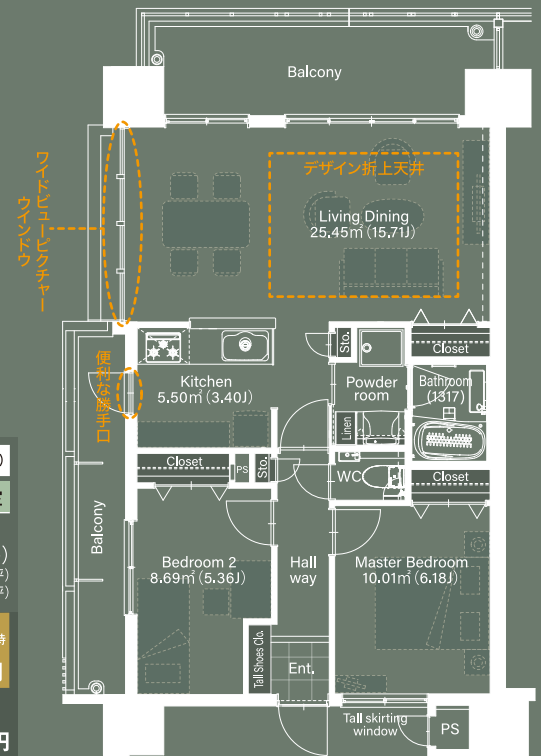 Balcony
ワイドビューピクチャー
ウインドウ
デザイン折上天井
Living Dining
25.45㎡(15.71J)
便利な勝手口
Kitchen
5.50㎡(3.40J)
Sto.
Closet
Powder
room
Bathroom
(1317)
Linen
Closet
PS
Sto.
WC
Closet
Balcony
Bedroom 2
8.69㎡(5.36J)
Hall
way
Master Bedroom
10.01㎡(6.18J)
Tall Shoes Clo.
Ent.
Tall skirting
window
PS
円